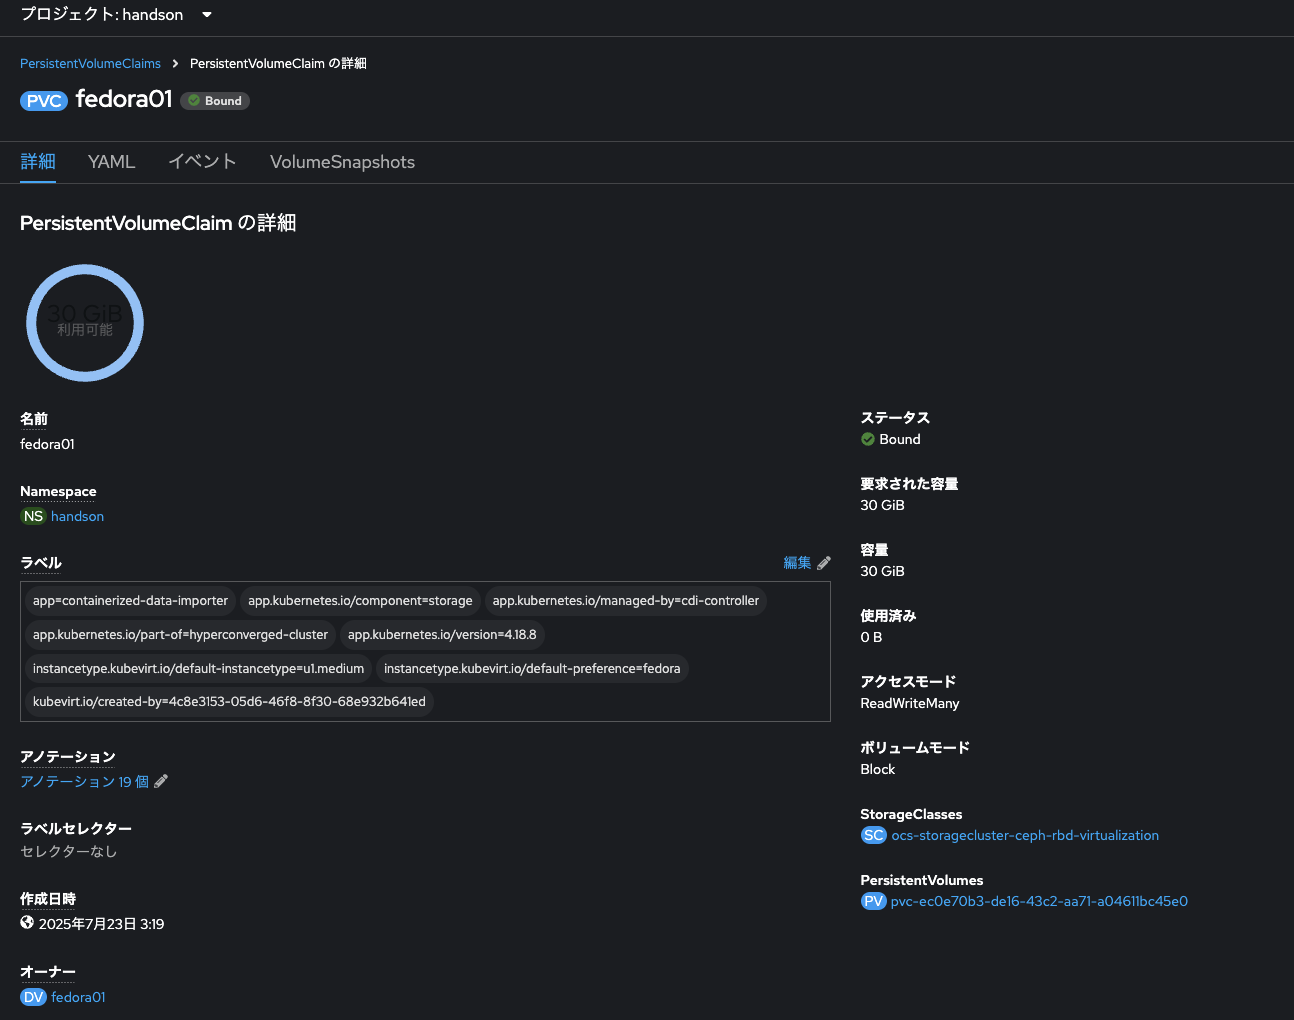 プロジェクト: handson
PersistentVolumeClaims > PersistentVolumeClaim の詳細
PVC fedora01 Bound
詳細 YAML イベント VolumeSnapshots
PersistentVolumeClaim の詳細
30 GiB
利用可能
名前
fedora01
Namespace
NS handson
ラベル 編集
app=containerized-data-importer app.kubernetes.io/component=storage app.kubernetes.io/managed-by=cdi-controller
app.kubernetes.io/part-of=hyperconverged-cluster app.kubernetes.io/version=4.18.8
instancetype.kubevirt.io/default-instancetype=u1.medium instancetype.kubevirt.io/default-preference=fedora
kubevirt.io/created-by=4c8e3153-05d6-46f8-8f30-68e932b641ed
アノテーション
アノテーション 19 個
ラベルセレクター
セレクターなし
作成日時
2025年7月23日 3:19
オーナー
DV fedora01
ステータス
Bound
要求された容量
30 GiB
容量
30 GiB
使用済み
0 B
アクセスモード
ReadWriteMany
ボリュームモード
Block
StorageClasses
SC ocs-storagecluster-ceph-rbd-virtualization
PersistentVolumes
PV pvc-ec0e70b3-de16-43c2-aa71-a04611bc45e0